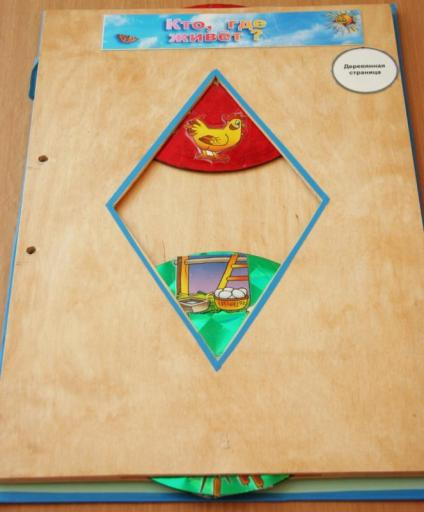 Кто, где
живет?
Деревянная
страница